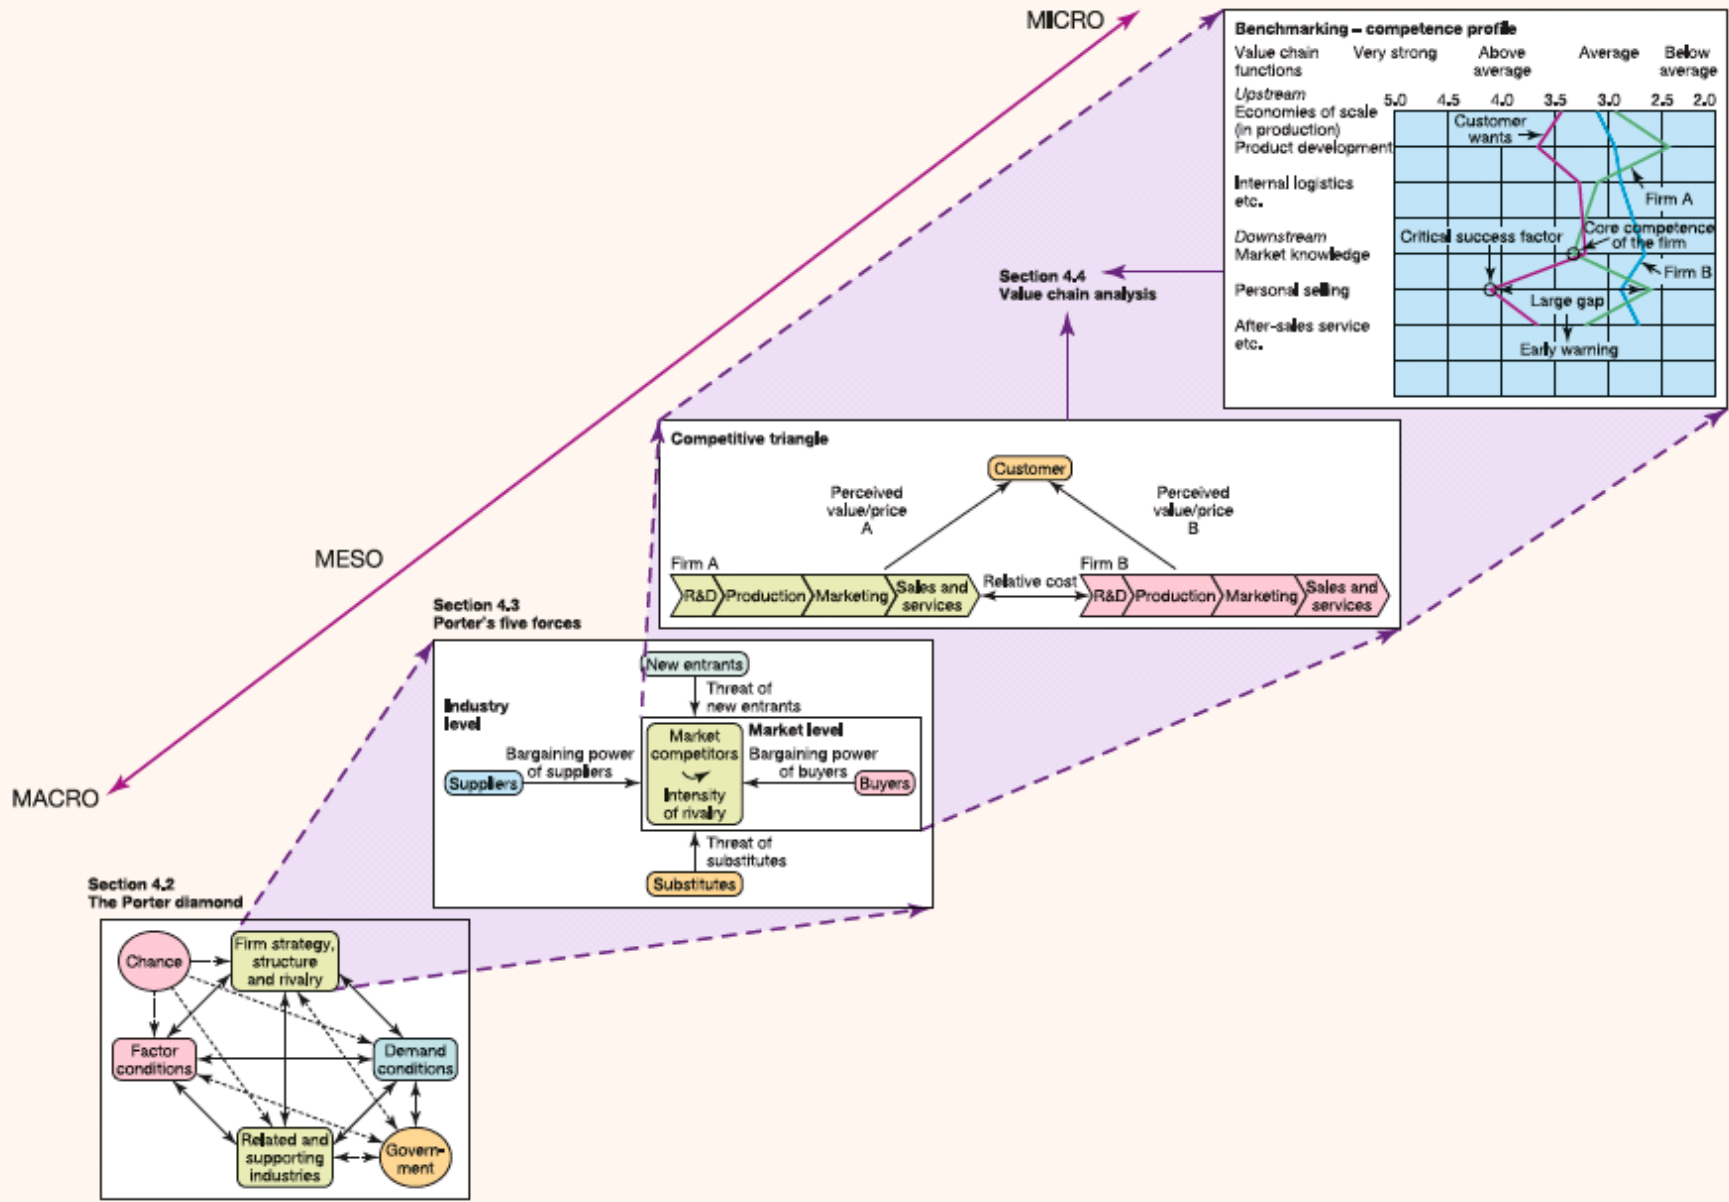 MICRO
MESO
MACRO
Benchmarking – competence profile
Value chain
functions
Very strong
Above
average
Average
Below
average
Upstream
5.0 4.5 4.0 3.5 3.0 2.5 2.0
Economies of scale
(in production)
Product development
Internal logistics
etc.
Downstream
Market knowledge
Personal selling
After-sales service
etc.
Customer
wants
Firm A
Critical success factor
Core competence
of the firm
Firm B
Large gap
Early warning
Section 4.4
Value chain analysis
Competitive triangle
Customer
Perceived
value/price
A
Perceived
value/price
B
Firm A
R&D Production Marketing Sales and
services
Relative cost
Firm B
R&D Production Marketing Sales and
services
Section 4.3
Porter's five forces
New entrants
Threat of
new entrants
Industry
level
Market level
Market
competitors
Intensity
of rivalry
Bargaining power
of suppliers
Suppliers
Bargaining power
of buyers
Buyers
Threat of
substitutes
Substitutes
Section 4.2
The Porter diamond
Chance
Firm strategy,
structure
and rivalry
Factor
conditions
Demand
conditions
Related and
supporting
industries
Govern-
ment